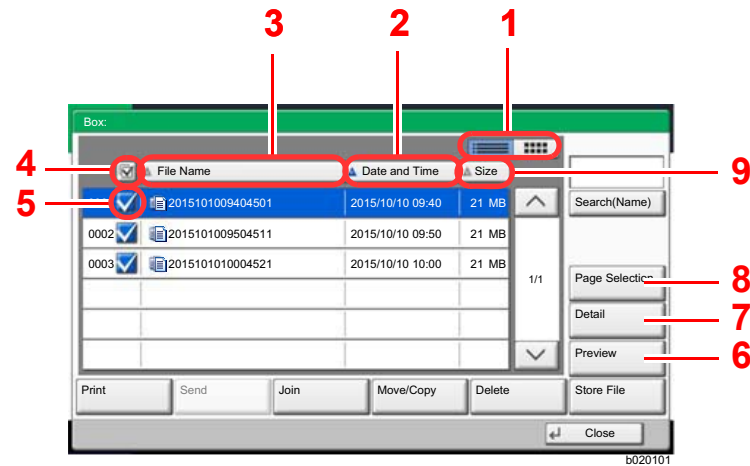 3 2 1
Box:
4 File Name Date and Time Size 9
5 2015101009404501 2015/10/10 09:40 21 MB Search(Name)
0002 2015101009504511 2015/10/10 09:50 21 MB
0003 2015101010004521 2015/10/10 10:00 21 MB
1/1 Page Selection 8
Detail 7
Preview 6
Print Send Join Move/Copy Delete Store File
Close
b020101